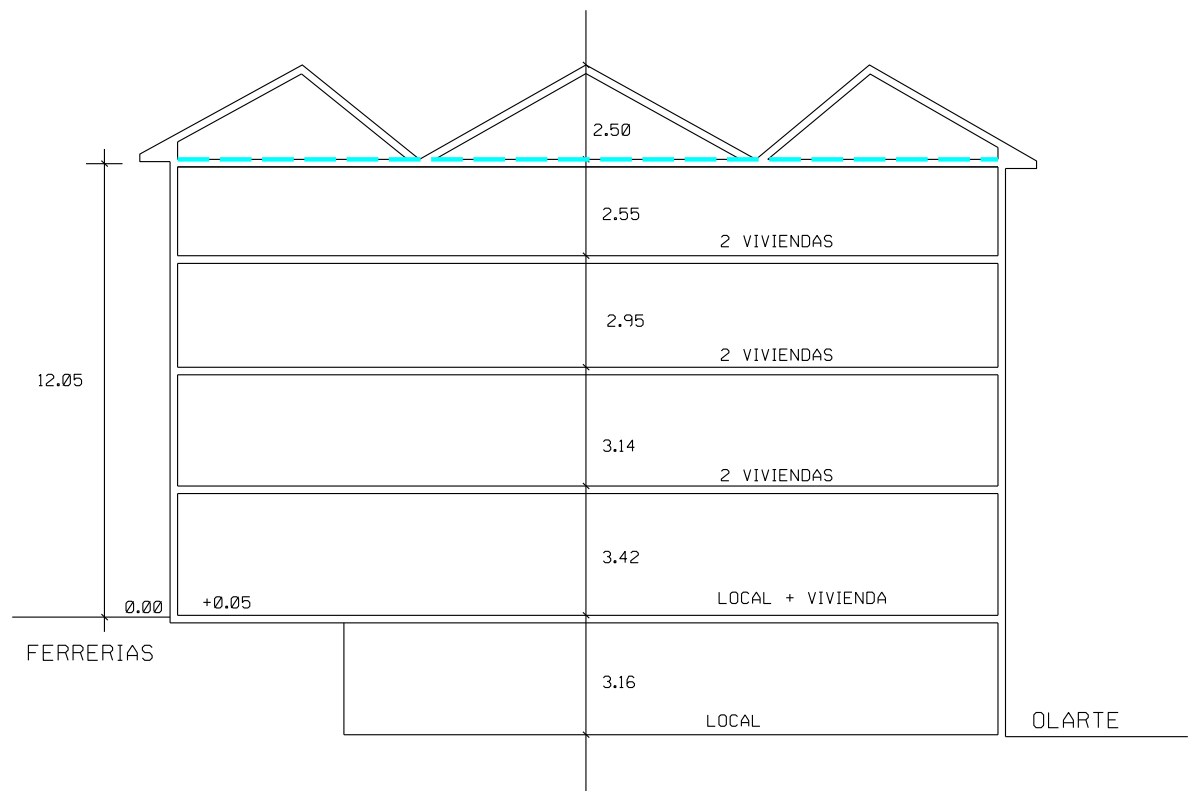 2.50
2.55
2 VIVIENDAS
2.95
2 VIVIENDAS
12.05
3.14
2 VIVIENDAS
3.42
LOCAL + VIVIENDA
0.00
+0.05
FERRERIAS
3.16
LOCAL
OLARTE